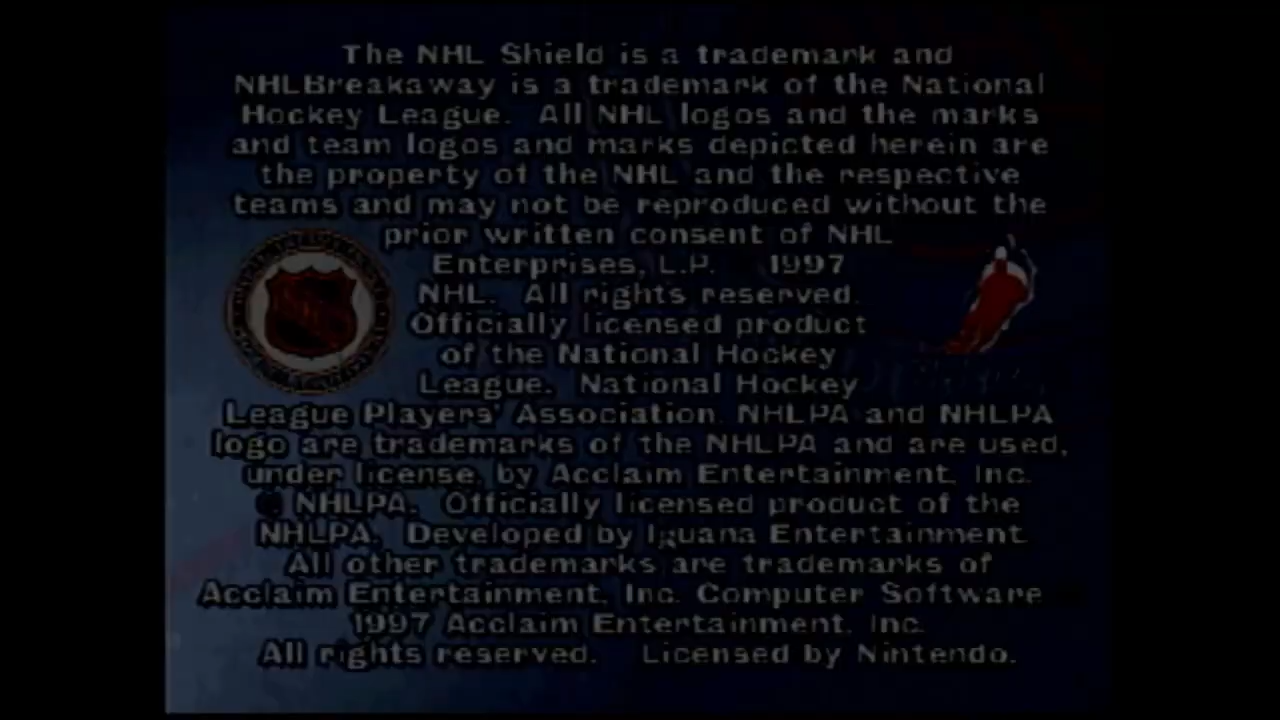 The NHL Shield is a trademark and
NHLBreakaway is a trademark of the National
Hockey League. All NHL logos and the marks
and team logos and marks depicted herein are
the property of the NHL and the respective
teams and may not be reproduced without the
prior written consent of NHL
Enterprises, L.P. 1997
NHL. All rights reserved.
Officially licensed product
of the National Hockey
League. National Hockey
League Players' Association, NHLPA and NHLPA
logo are trademarks of the NHLPA and are used,
under license, by Acclaim Entertainment, Inc.
© NHLPA. Officially licensed product of the
NHLPA. Developed by Iguana Entertainment.
All other trademarks are trademarks of
Acclaim Entertainment, Inc. Computer Software
1997 Acclaim Entertainment, Inc.
All rights reserved. Licensed by Nintendo.